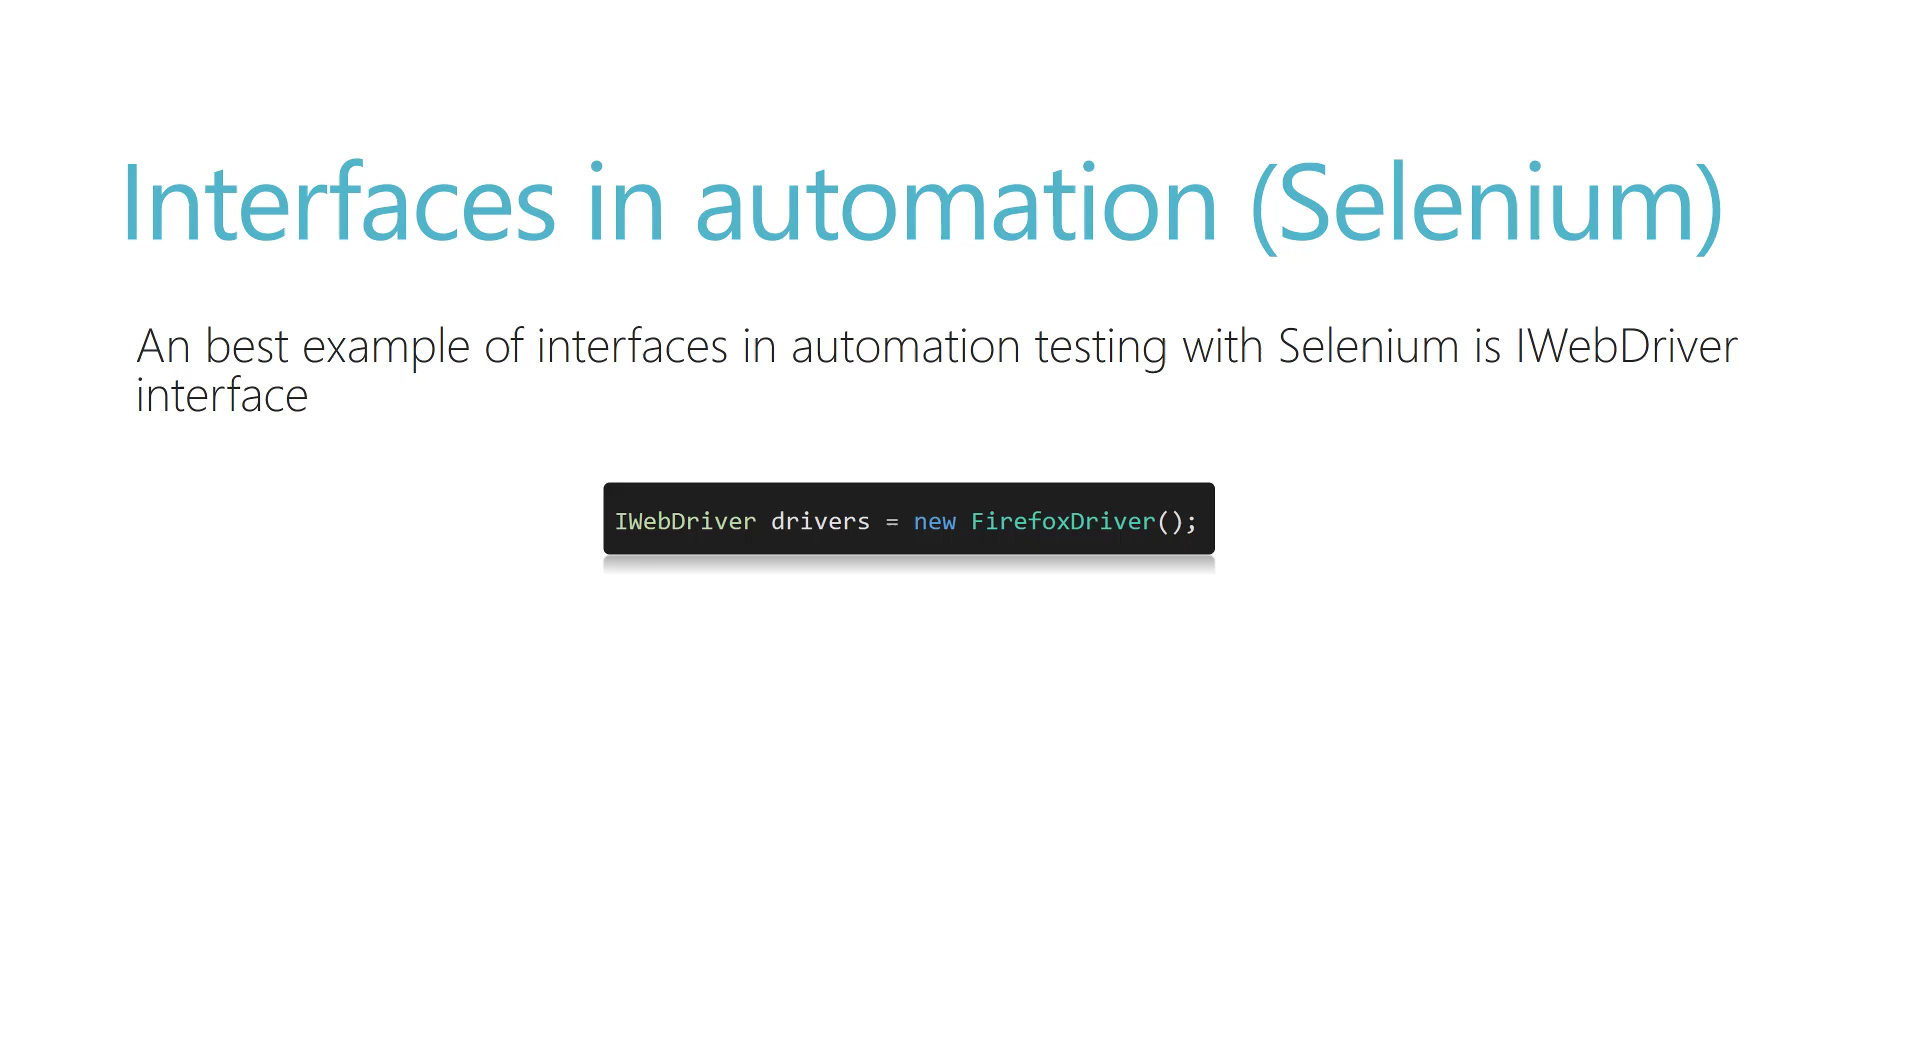 Interfaces in automation (Selenium)
An best example of interfaces in automation testing with Selenium is IWebDriver
interface
IWebDriver drivers = new FirefoxDriver();